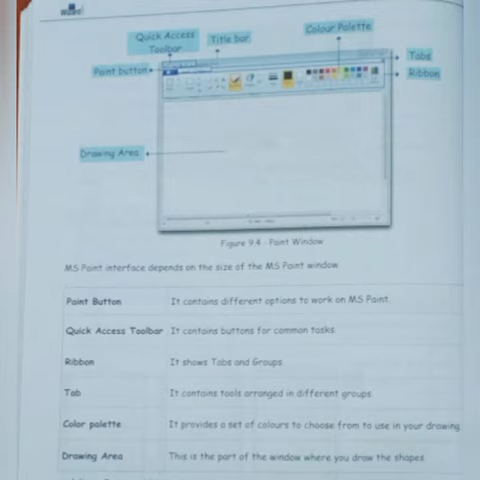 Quick Access
Toolbar
Title bar
Colour Palette
Tabs
Paint button
Ribbon
Drawing Area
Figure 9.4 - Paint Window
MS Paint interface depends on the size of the MS Paint window
Paint Button It contains different options to work on MS Paint.
Quick Access Toolbar It contains buttons for common tasks.
Ribbon It shows Tabs and Groups.
Tab It contains tools arranged in different groups.
Color palette It provides a set of colours to choose from to use in your drawing.
Drawing Area This is the part of the window where you draw the shapes.